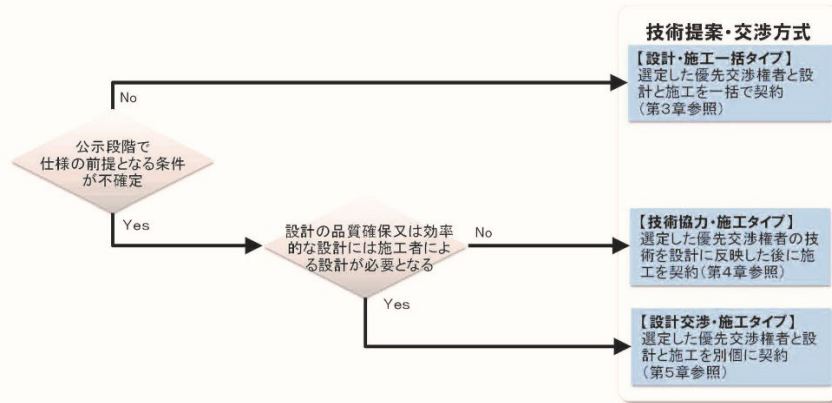 技術提案・交渉方式
【設計・施工一括タイプ】
選定した優先交渉権者と設
計と施工を一括で契約
（第3章参照）
No
公示段階で
仕様の前提となる条件
が不確定
Yes
設計の品質確保又は効率
的な設計には施工者によ
る設計が必要となる
No
【技術協力・施工タイプ】
選定した優先交渉権者の技
術を設計に反映した後に施
工を契約（第4章参照）
Yes
【設計交渉・施工タイプ】
選定した優先交渉権者と設
計と施工を別個に契約
（第5章参照）